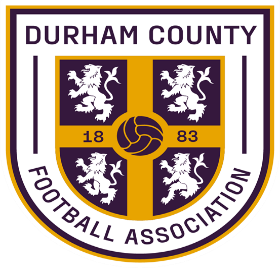 DURHAM COUNTY
18 83
FOOTBALL ASSOCIATION